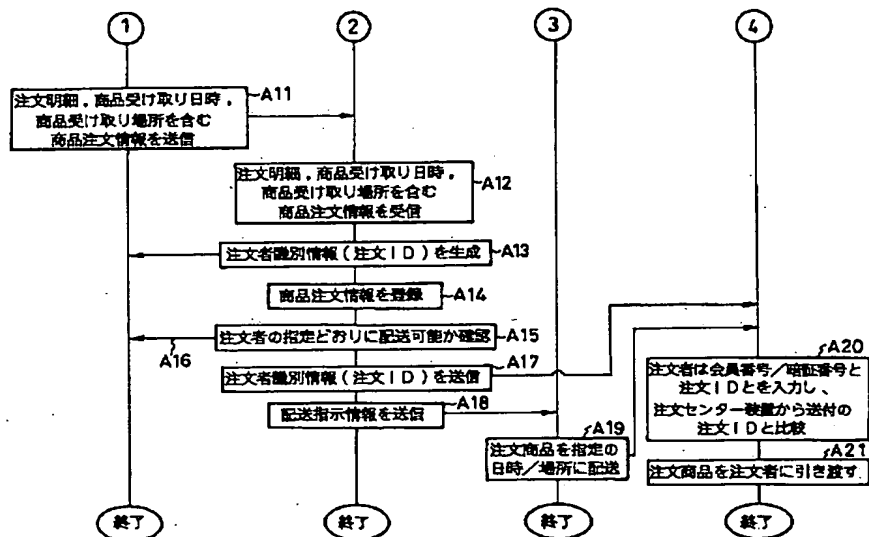 1
2
3
4
注文明細，商品受け取り日時，
商品受け取り場所を含む
商品注文情報を送信
A11
注文明細，商品受け取り日時，
商品受け取り場所を含む
商品注文情報を受信
A12
注文者識別情報（注文ID）を生成
A13
商品注文情報を登録
A14
注文者の指定どおりに配送可能か確認
A15
A16
注文者識別情報（注文ID）を送信
A17
配送指示情報を送信
A18
注文商品を指定の
日時／場所に配送
A19
注文者は会員番号／暗証番号と
注文IDとを入力し、
注文センター装置から送付の
注文IDと比較
A20
注文商品を注文者に引き渡す
A21
終了
終了
終了
終了